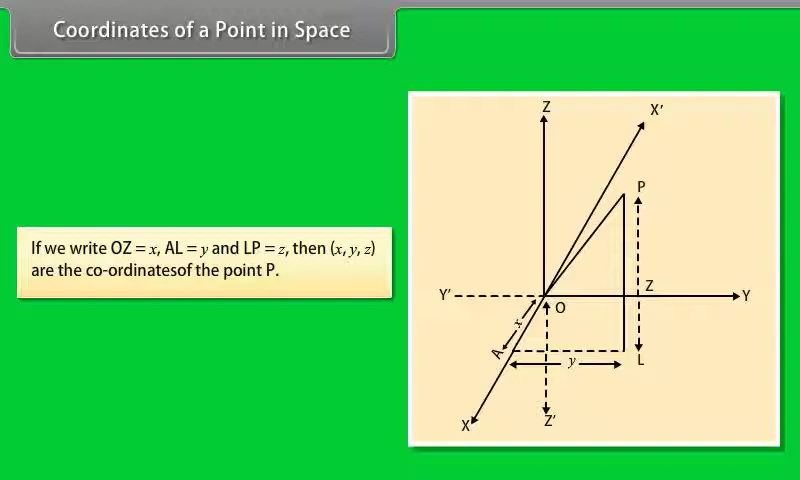 Coordinates of a Point in Space
If we write OZ = x, AL = y and LP = z, then (x, y, z)
are the co-ordinatesof the point P.
Z
X'
P
Z
Y'
Y
O
x
A
y
L
X
Z'